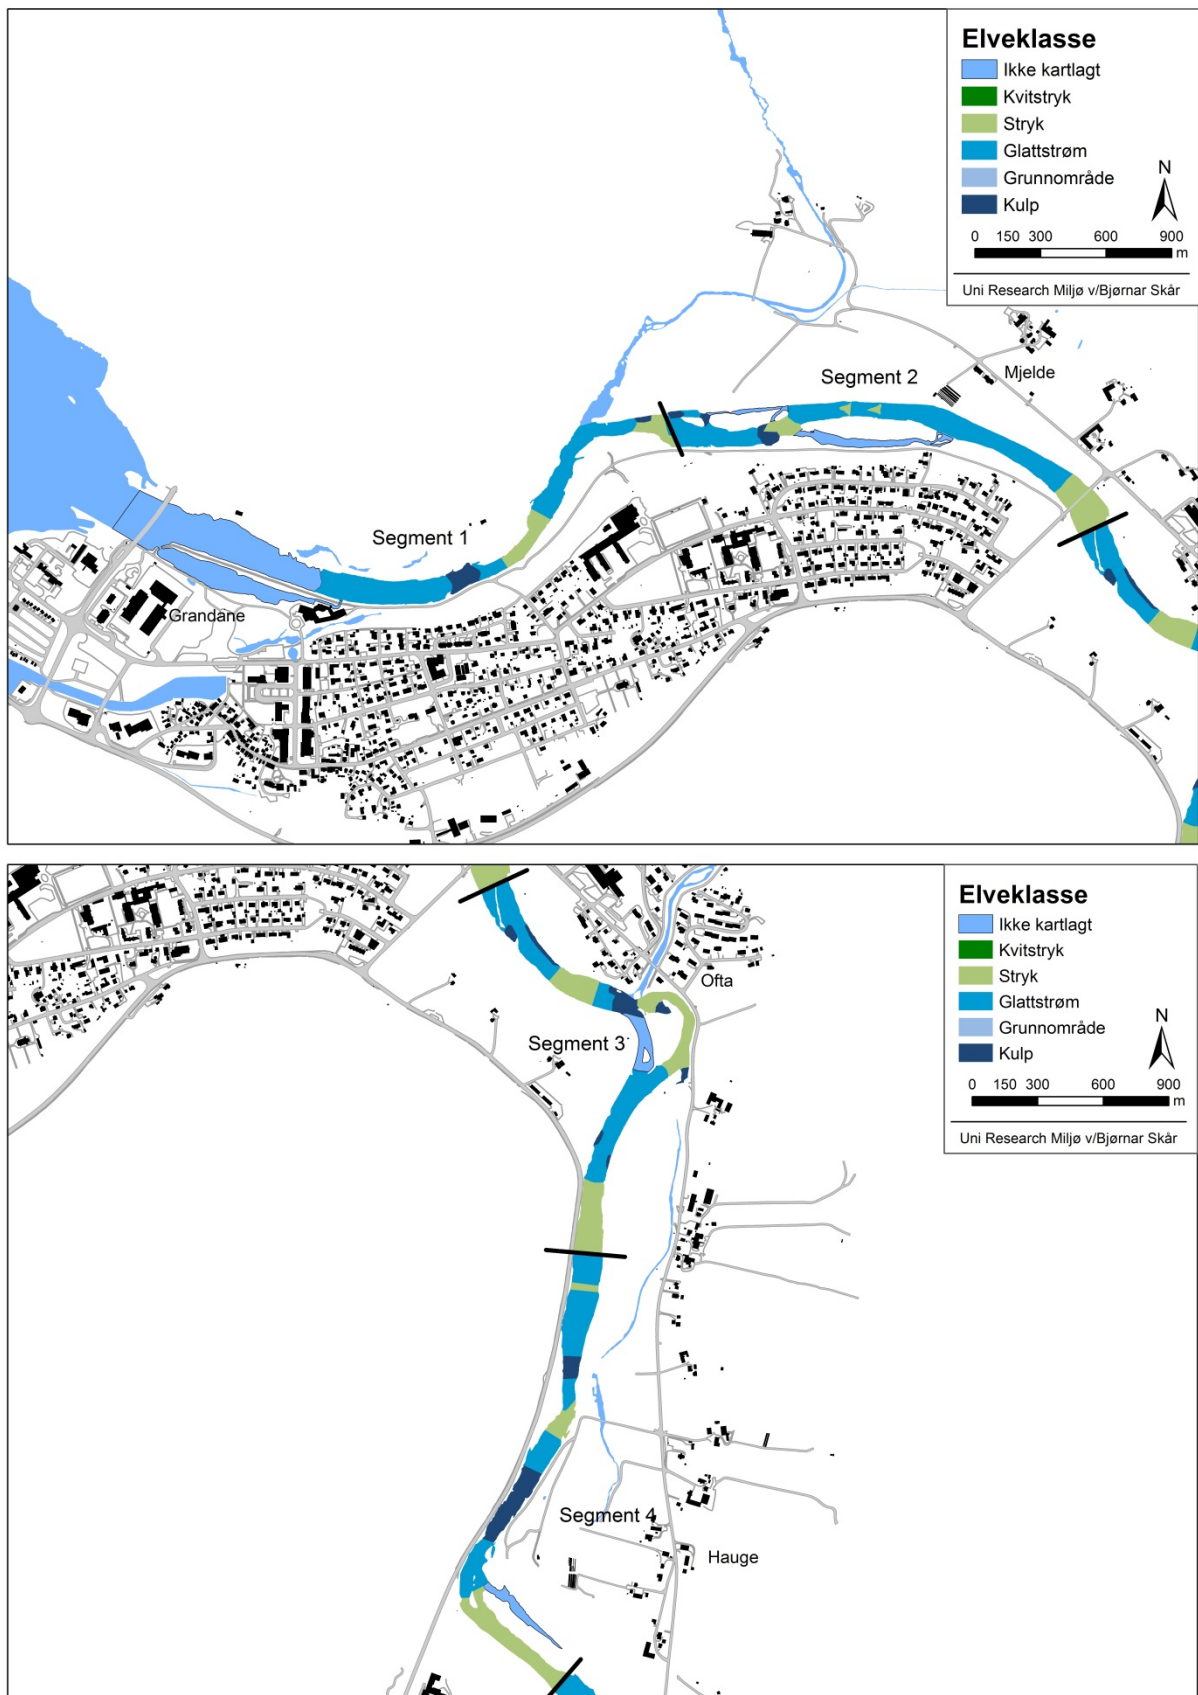 Elveklasse
Ikke kartlagt
Kvitstryk
Stryk
Glattstrøm
Grunnområde
Kulp
N
0 150 300 600 900
m
Uni Research Miljø v/Bjørnar Skår
Mjelde
Segment 2
Segment 1
Grandane
Elveklasse
Ikke kartlagt
Kvitstryk
Stryk
Glattstrøm
Grunnområde
Kulp
N
0 150 300 600 900
m
Uni Research Miljø v/Bjørnar Skår
Ofta
Segment 3
Segment 4
Hauge